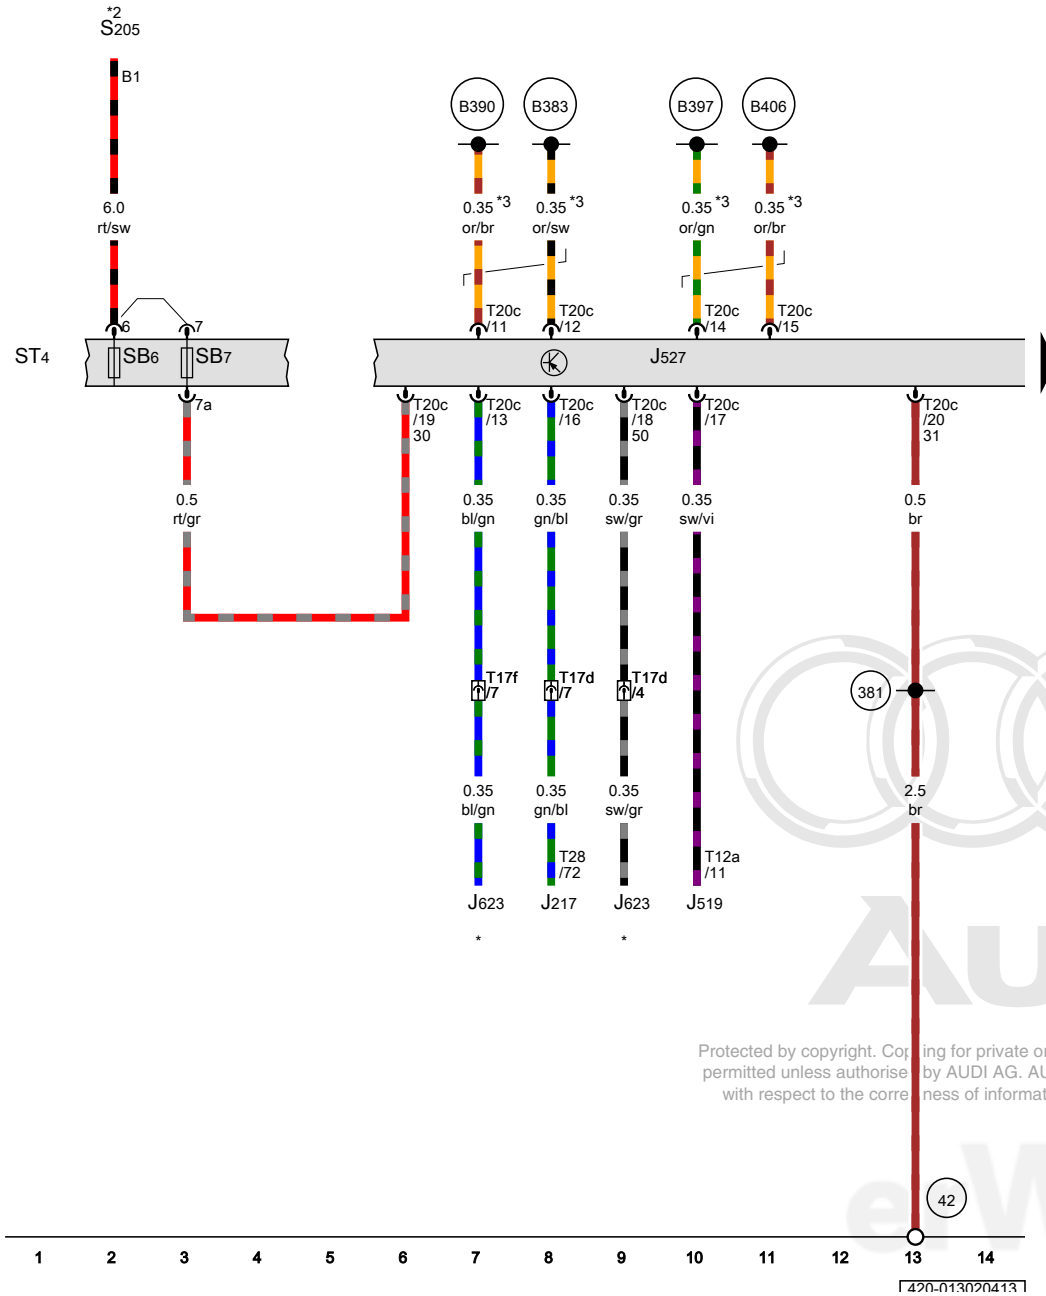 *2
S205
B1
B390
B383
B397
B406
6.0
rt/sw
0.35 *3
or/br
0.35 *3
or/sw
0.35 *3
or/gn
0.35 *3
or/br
6
7
T20c
/11
T20c
/12
T20c
/14
T20c
/15
ST4
SB6
SB7
J527
7a
T20c
/19
30
T20c
/13
T20c
/16
T20c
/18
50
T20c
/17
T20c
/20
31
0.5
rt/gr
0.35
bl/gn
0.35
gn/bl
0.35
sw/gr
0.35
sw/vi
0.5
br
T17f
/7
T17d
/7
T17d
/4
381
0.35
bl/gn
0.35
gn/bl
0.35
sw/gr
2.5
br
T28
/72
T12a
/11
J623
J217
J623
J519
*
*
Au
Protected by copyright. Cop ing for private or
permitted unless authorise by AUDI AG. AU
with respect to the corre ness of informat
erW
42
1 2 3 4 5 6 7 8 9 10 11 12 13 14
420-013020413